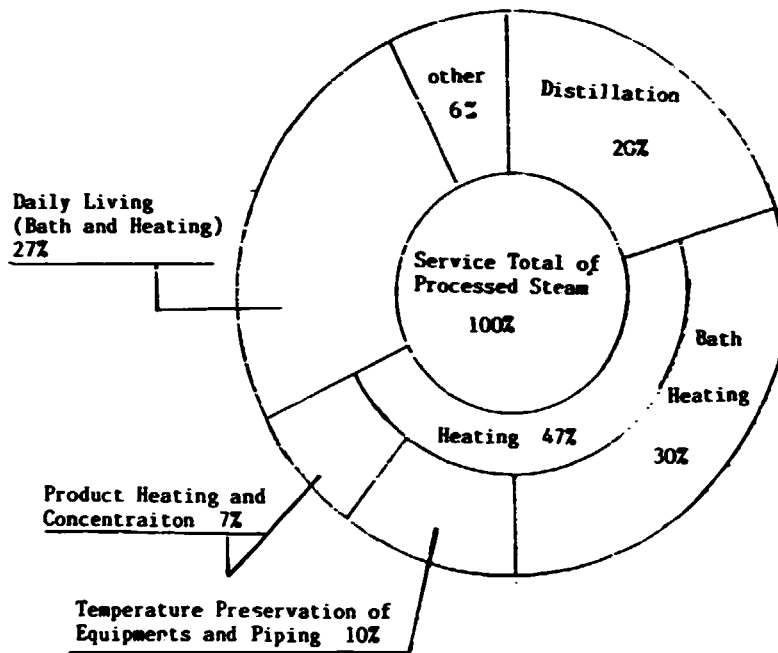 other
6%
Distillation
20%
Daily Living
(Bath and Heating)
27%
Service Total of
Processed Steam
100%
Bath
Heating
30%
Heating 47%
Product Heating and
Concentraiton 7%
Temperature Preservation of
Equipments and Piping 10%